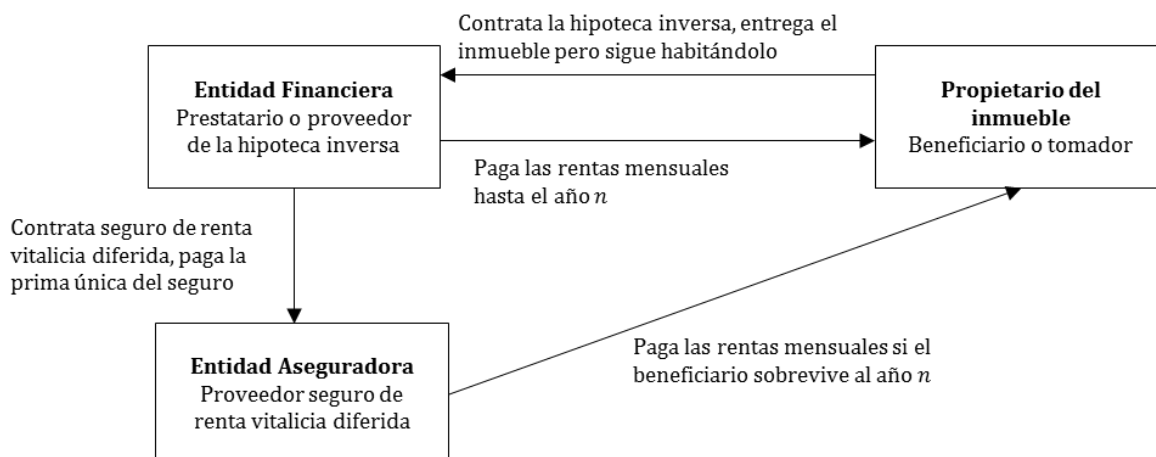 Contrata la hipoteca inversa, entrega el
inmueble pero sigue habitándolo
Entidad Financiera
Prestatario o proveedor
de la hipoteca inversa
Propietario del
inmueble
Beneficiario o tomador
Paga las rentas mensuales
hasta el año n
Contrata seguro de renta
vitalicia diferida, paga la
prima única del seguro
Entidad Aseguradora
Proveedor seguro de
renta vitalicia diferida
Paga las rentas mensuales si el
beneficiario sobrevive al año n